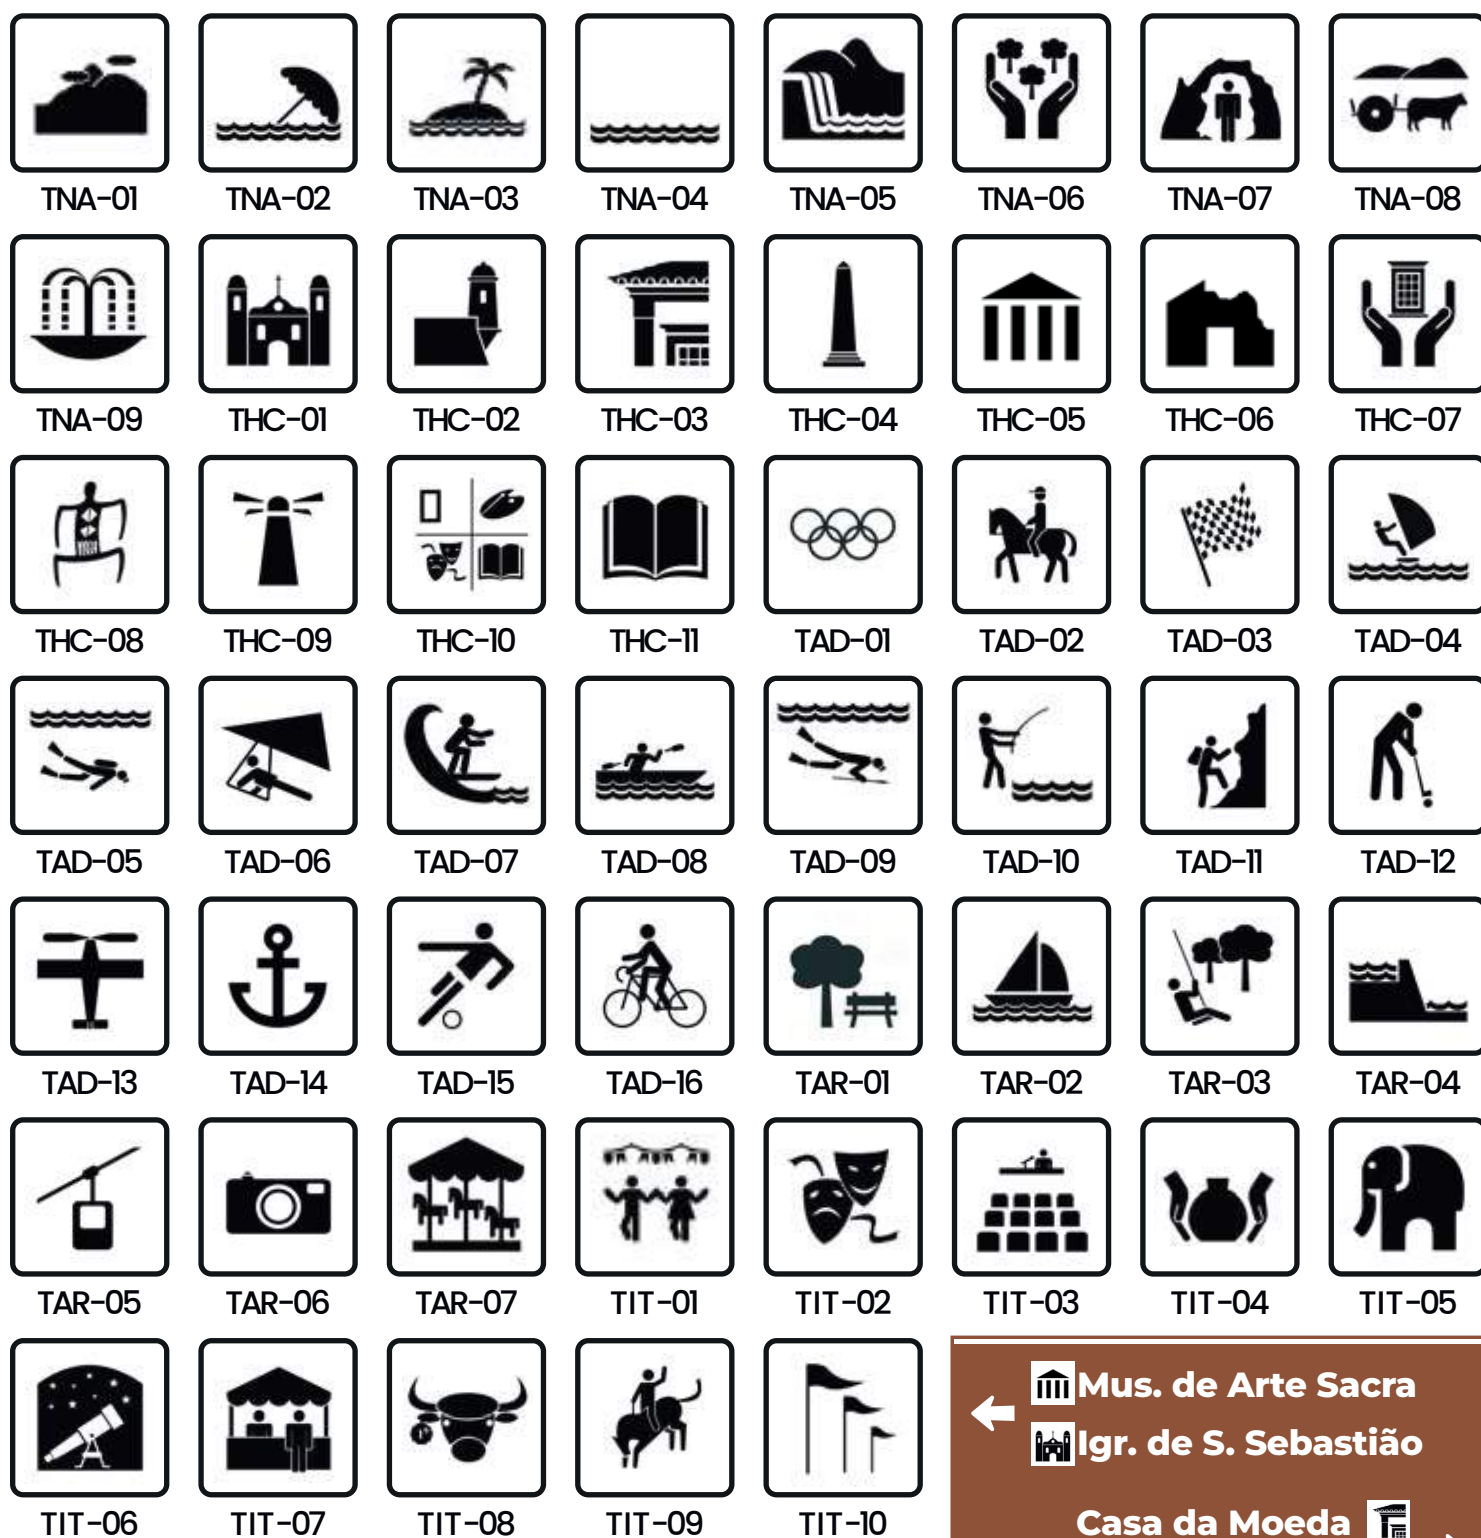 TNA-01 TNA-02 TNA-03 TNA-04 TNA-05 TNA-06 TNA-07 TNA-08
TNA-09 THC-01 THC-02 THC-03 THC-04 THC-05 THC-06 THC-07
THC-08 THC-09 THC-10 THC-11 TAD-01 TAD-02 TAD-03 TAD-04
TAD-05 TAD-06 TAD-07 TAD-08 TAD-09 TAD-10 TAD-11 TAD-12
TAD-13 TAD-14 TAD-15 TAD-16 TAR-01 TAR-02 TAR-03 TAR-04
TAR-05 TAR-06 TAR-07 TIT-01 TIT-02 TIT-03 TIT-04 TIT-05
TIT-06 TIT-07 TIT-08 TIT-09 TIT-10
Mus. de Arte Sacra
Igr. de S. Sebastião
Casa da Moeda